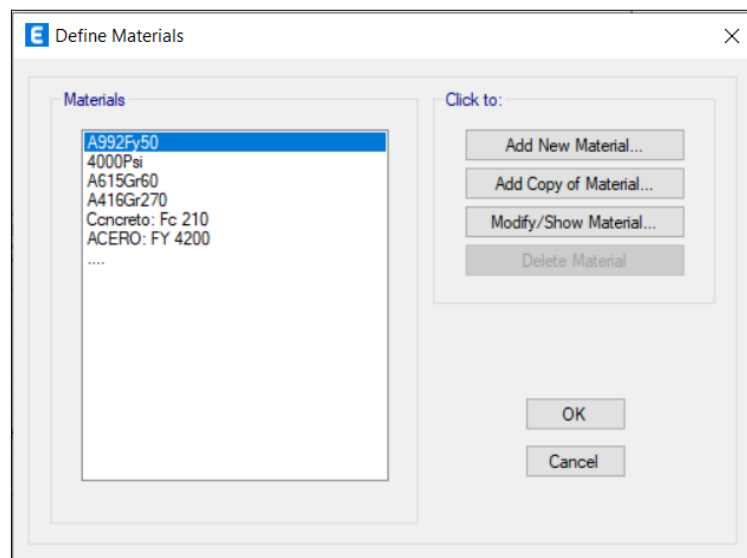 E Define Materials
Materials
A992Fy50
4000Psi
A615Gr60
A416Gr270
Concreto: Fc 210
ACERO: FY 4200
....
Click to:
Add New Material...
Add Copy of Material...
Modify/Show Material...
Delete Material
OK
Cancel